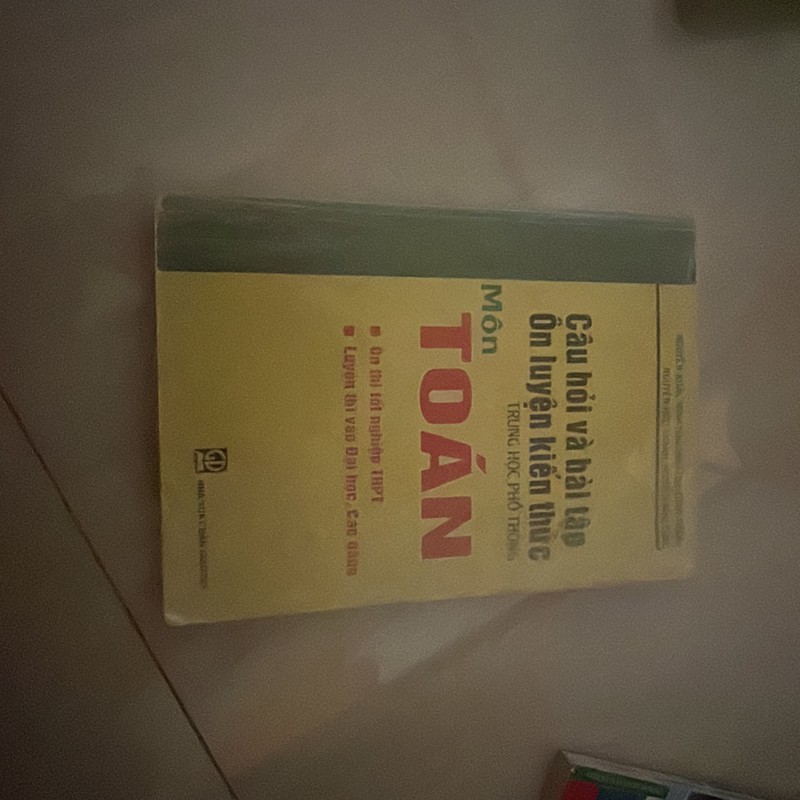 Câu hỏi và bài tập
Ôn luyện kiến thức
TRUNG HỌC PHỔ THÔNG
Môn
TOÁN
Ôn thi tốt nghiệp THPT
Luyện thi vào Đại học, Cao đẳng